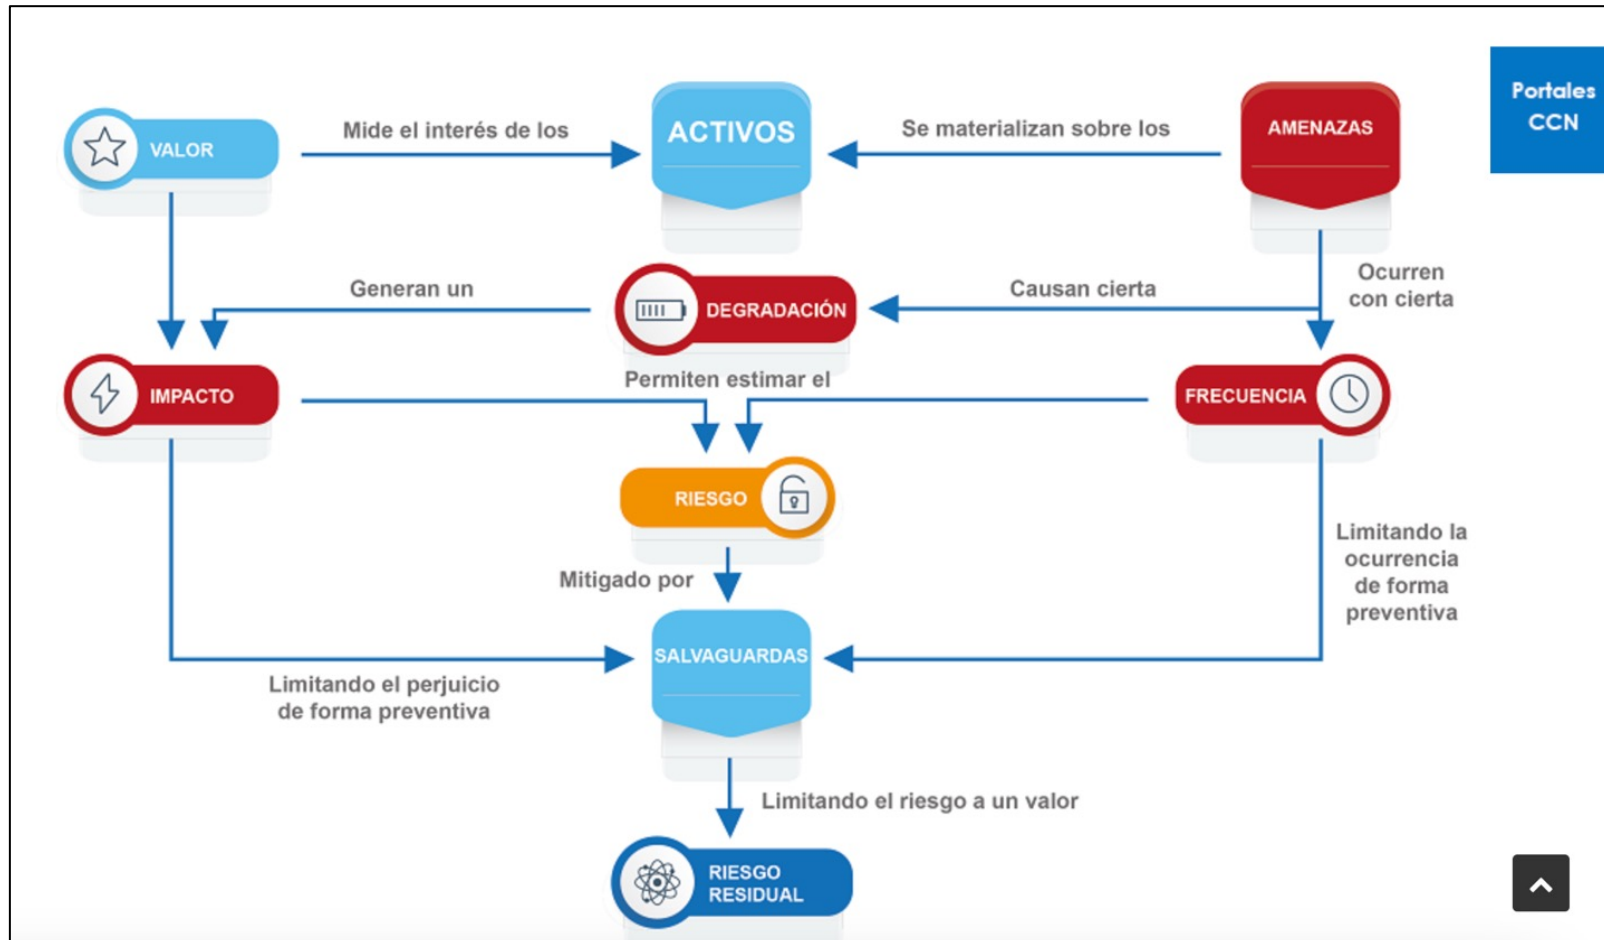 Portales
CCN
VALOR
Mide el interés de los
ACTIVOS
Se materializan sobre los
AMENAZAS
Generan un
DEGRADACIÓN
Causan cierta
Ocurren
con cierta
IMPACTO
Permiten estimar el
FRECUENCIA
RIESGO
Mitigado por
Limitando la
ocurrencia
de forma
preventiva
SALVAGUARDAS
Limitando el perjuicio
de forma preventiva
Limitando el riesgo a un valor
RIESGO
RESIDUAL